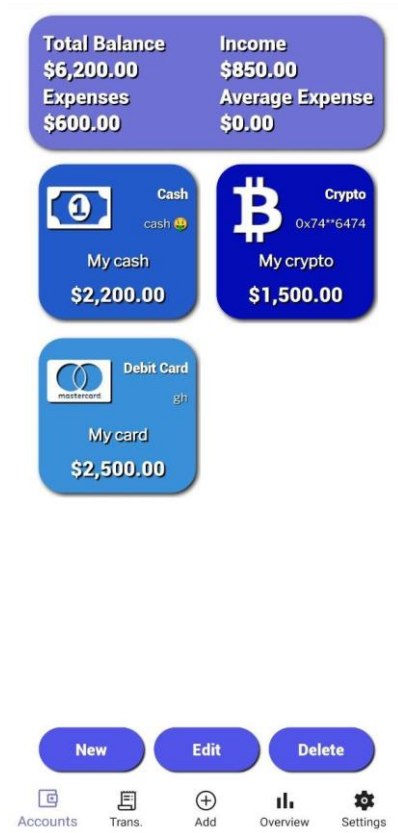 Total Balance
$6,200.00
Expenses
$600.00
Income
$850.00
Average Expense
$0.00
1
Cash
cash 🤑
My cash
$2,200.00
Crypto
0x74**6474
My crypto
$1,500.00
mastercard
Debit Card
gh
My card
$2,500.00
New
Edit
Delete
Accounts
Trans.
Add
Overview
Settings